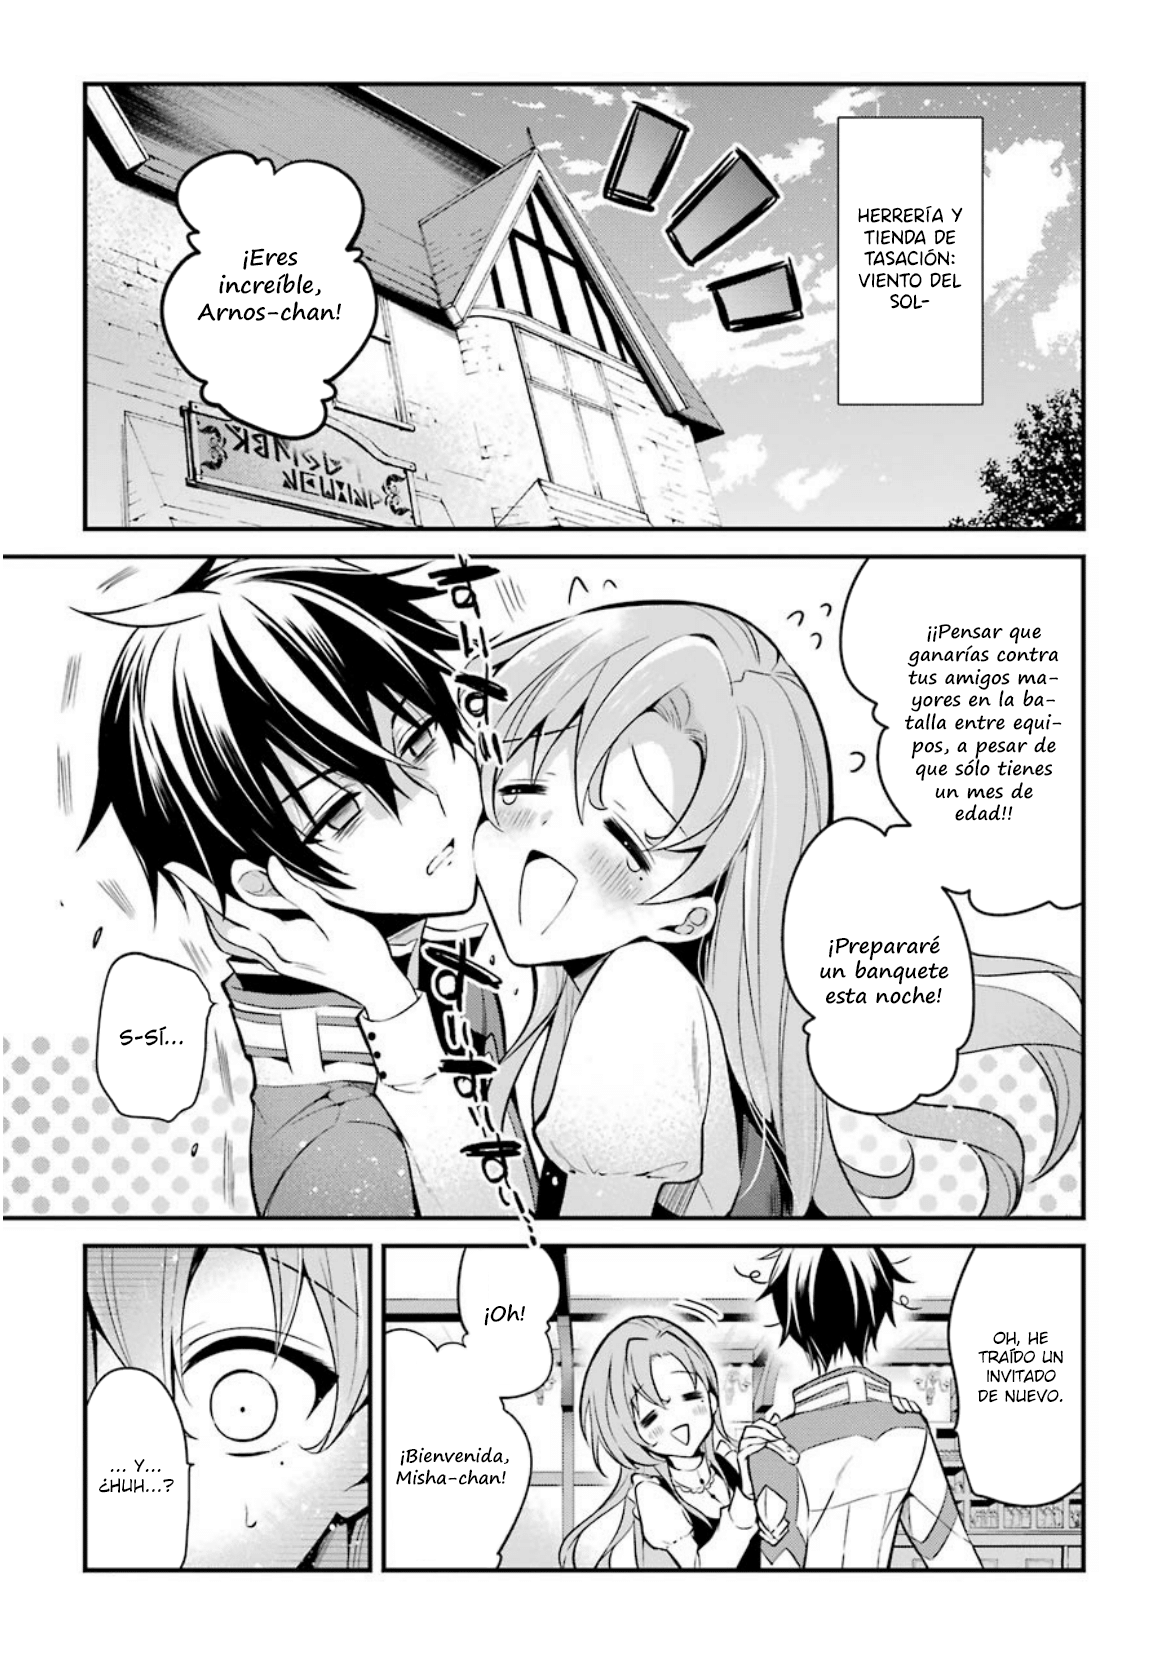 HERRERÍA Y
TIENDA DE
TASACIÓN:
VIENTO DEL
SOL-
¡Eres
increíble,
Arnos-chan!
¡¡Pensar que
ganarías contra
tus amigos ma-
yores en la ba-
talla entre equi-
pos, a pesar de
que sólo tienes
un mes de
edad!!
¡Prepararé
un banquete
esta noche!
S-SÍ...
OH, HE
TRAÍDO UN
INVITADO
DE NUEVO.
¡Oh!
¡Bienvenida,
Misha-chan!
... Y...
¿HUH...?